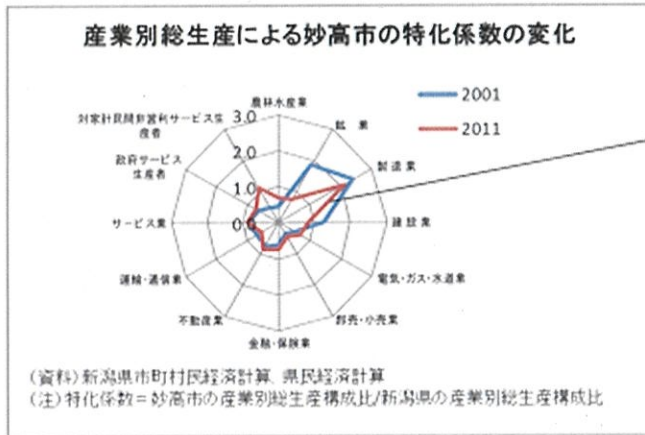 産業別総生産による妙高市の特化係数の変化
2001
2011
農林水産業
鉱 業
製造業
建設業
電気・ガス・水道業
卸売・小売業
金融・保険業
不動産業
運輸・通信業
サービス業
政府サービス
生産者
対家計民間非営利サービス生
産者
3.0
2.0
1.0
0.0
(資料)新潟県市町村民経済計算、県民経済計算
(注)特化係数=妙高市の産業別総生産構成比/新潟県の産業別総生産構成比